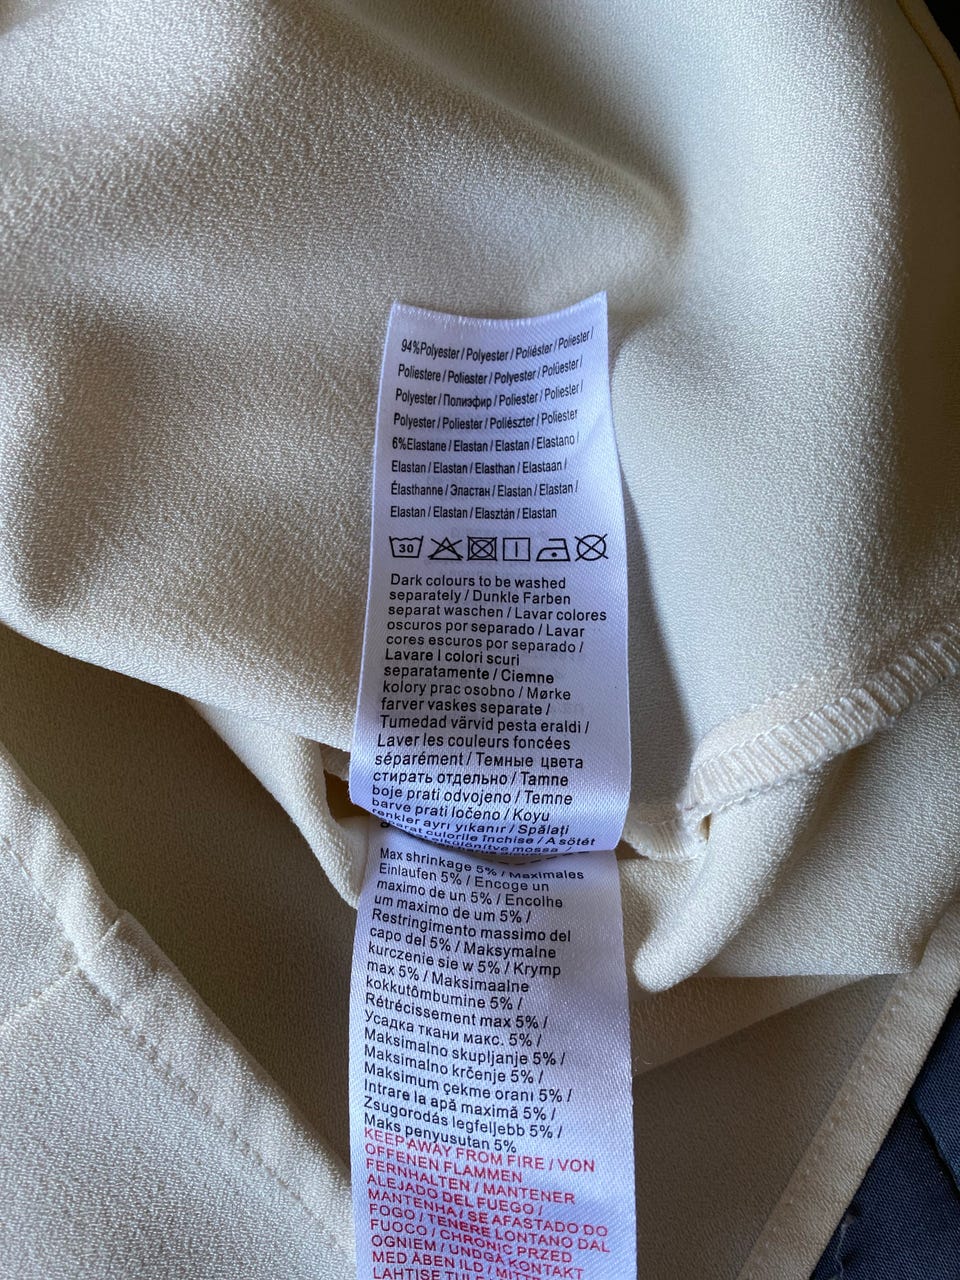 94%Polyester / Polyester / Poliéster / Poliester /
Poliestere / Poliester / Polyester / Polüester /
Polyester / Полиэфир / Poliester / Poliester /
Polyester / Poliester / Poliészter / Poliester
6%Elastane / Elastan / Elastan / Elastano /
Elastan / Elastan / Elasthan / Elastaan /
Élasthanne / Эластан / Elastan / Elastan /
Elastan / Elastan / Elasztán / Elastan
30
Dark colours to be washed
separately / Dunkle Farben
separat waschen / Lavar colores
oscuros por separado / Lavar
cores escuros por separado /
Lavare I colori scuri
separatamente / Ciemne
kolory prac osobno / Mørke
farver vaskes separate /
Tumedad värvid pesta eraldi /
Laver les couleurs foncées
séparément / Темные цвета
стирать отдельно / Tamne
boje prati odvojeno / Temne
barve prati ločeno / Koyu
renkler ayrı yıkanır / Spălați
separat culorile închise / A sötét
mossa
Max shrinkage 5% / Maximales
Einlaufen 5% / Encoge un
maximo de un 5% / Encolhe
um maximo de um 5% /
Restringimento massimo del
capo del 5% / Maksymalne
kurczenie sie w 5% / Krymp
max 5% / Maksimaalne
kokkutõmbumine 5% /
Rétrécissement max 5% /
Усадка ткани макс. 5% /
Maksimalno skupljanje 5% /
Maksimalno krčenje 5% /
Maksimum çekme oranı 5% /
Intrare la apă maximă 5% /
Zsugorodás legfeljebb 5% /
Maks penyusutan 5%
KEEP AWAY FROM FIRE / VON
OFFENEN FLAMMEN
FERNHALTEN / MANTENER
ALEJADO DEL FUEGO /
MANTENHA / SE AFASTADO DO
FOGO / TENERE LONTANO DAL
FUOCO / CHRONIC PRZED
OGNIEM / UNDGÅ KONTAKT
MED ÅBEN ILD /
LAHTISE